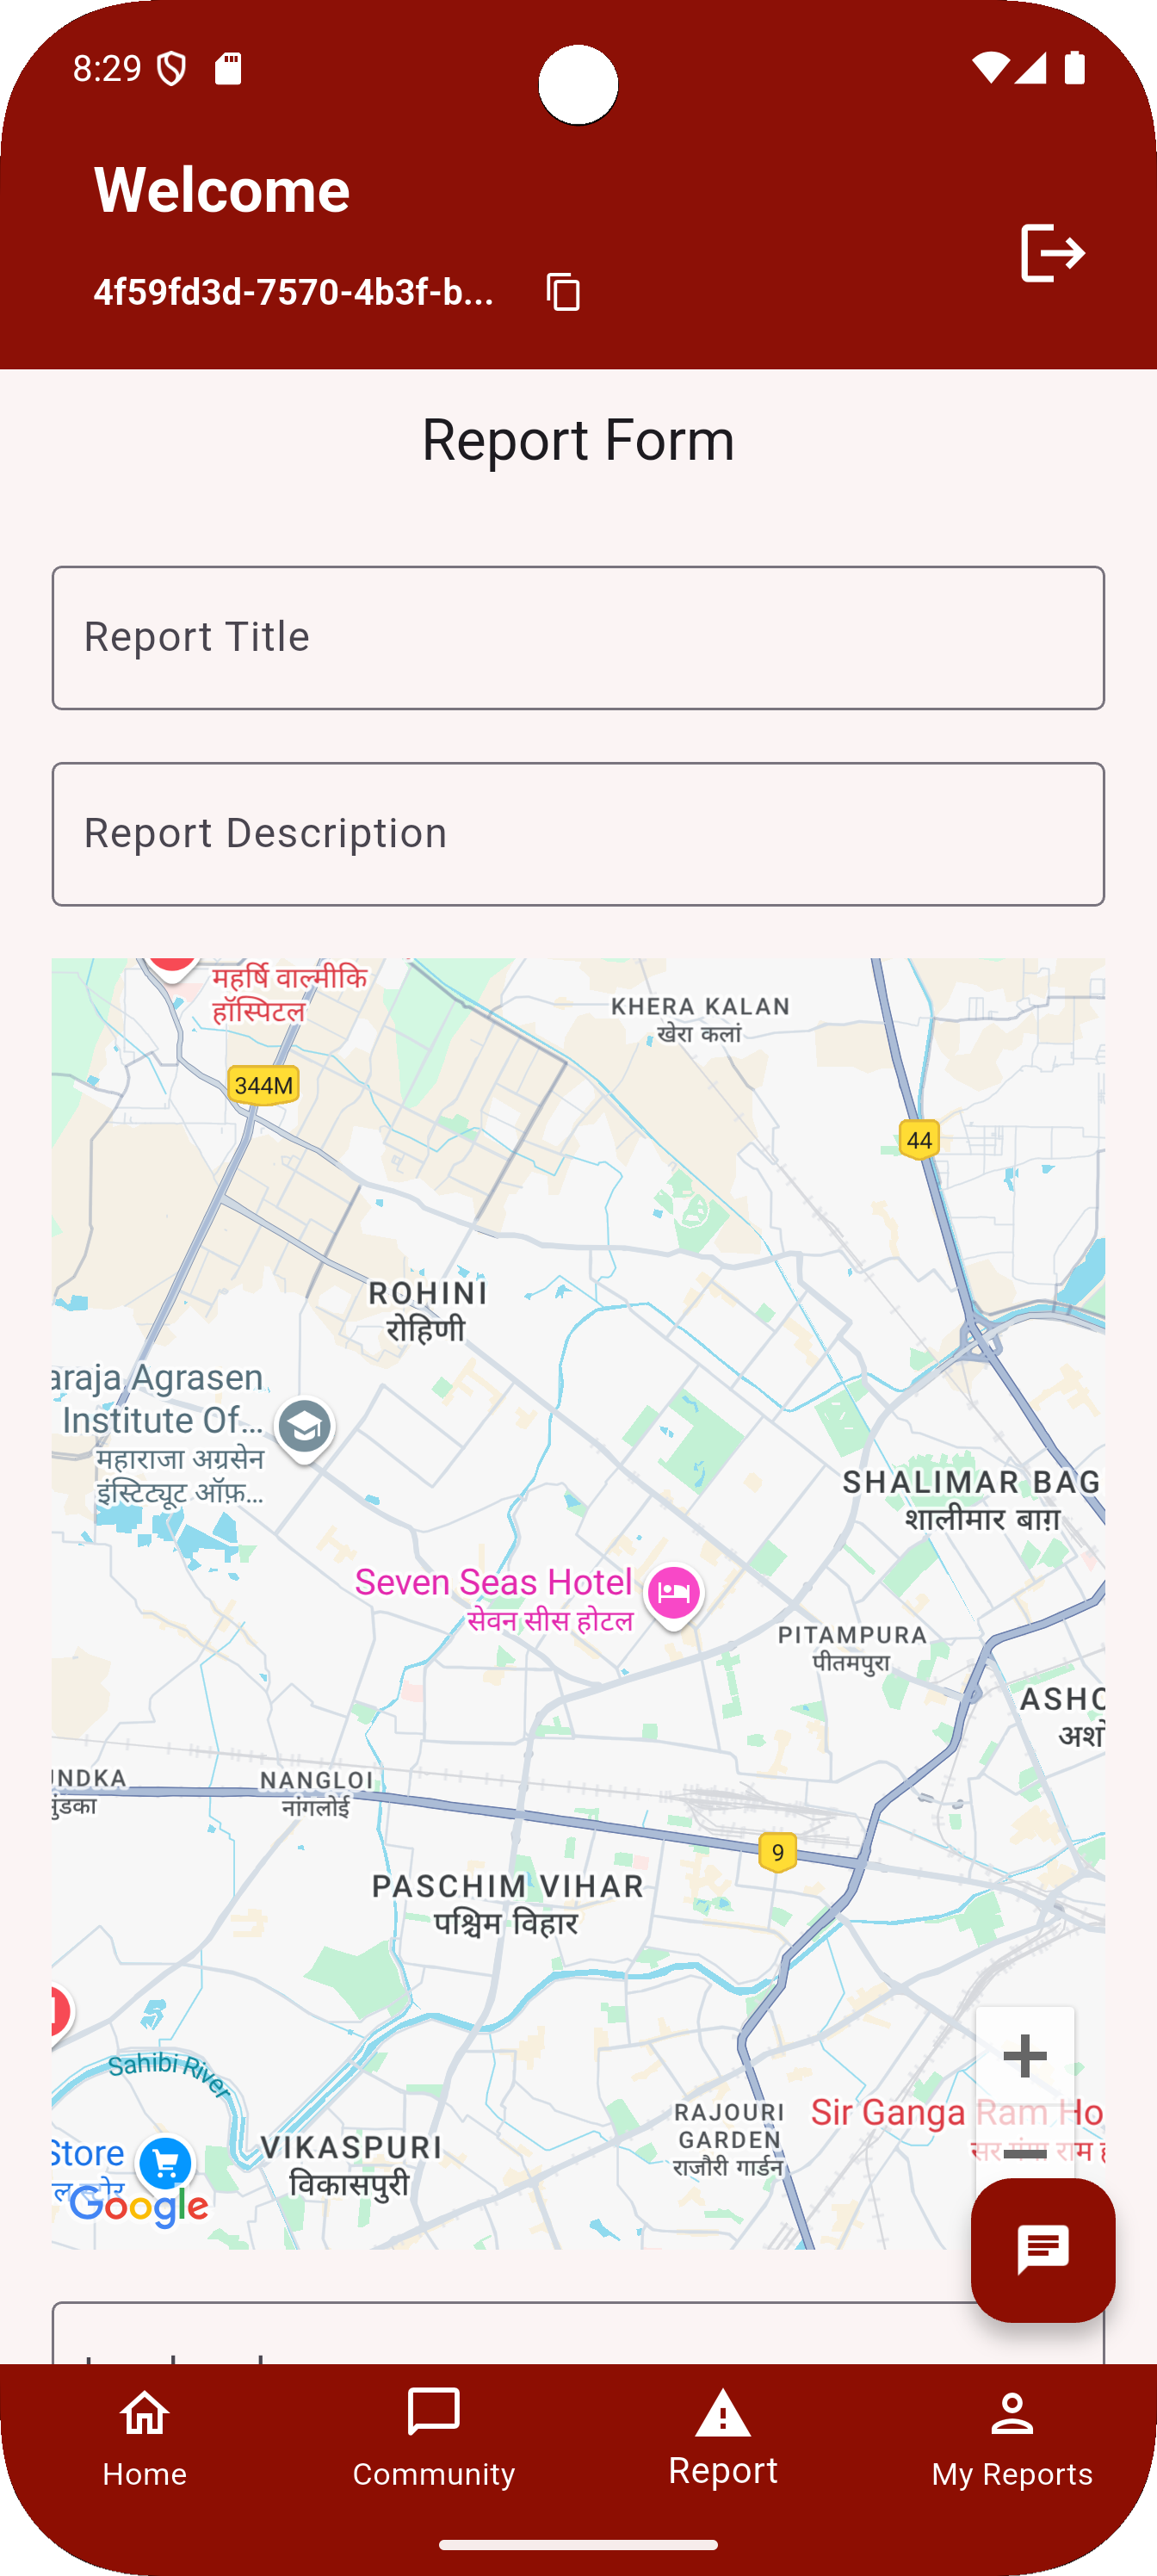 8:29
Welcome
4f59fd3d-7570-4b3f-b...
Report Form
Report Title
Report Description
महर्षि वाल्मीकि
हॉस्पिटल
KHERA KALAN
खेरा कलां
344M
44
ROHINI
रोहिणी
araja Agrasen
Institute Of...
महाराजा अग्रसेन
इंस्टिट्यूट ऑफ़...
SHALIMAR BAG
शालीमार बाग़
Seven Seas Hotel
सेवन सीस होटल
PITAMPURA
पीतमपुरा
ASHO
अशो
NDKA
मुंडका
NANGLOI
नांगलोई
9
PASCHIM VIHAR
पश्चिम विहार
Sahibi River
RAJOURI
GARDEN
राजौरी गार्डन
Sir Ganga Ram Ho
सर गंगा राम ह
Store
VIKASPURI
विकासपुरी
Google
Home
Community
Report
My Reports